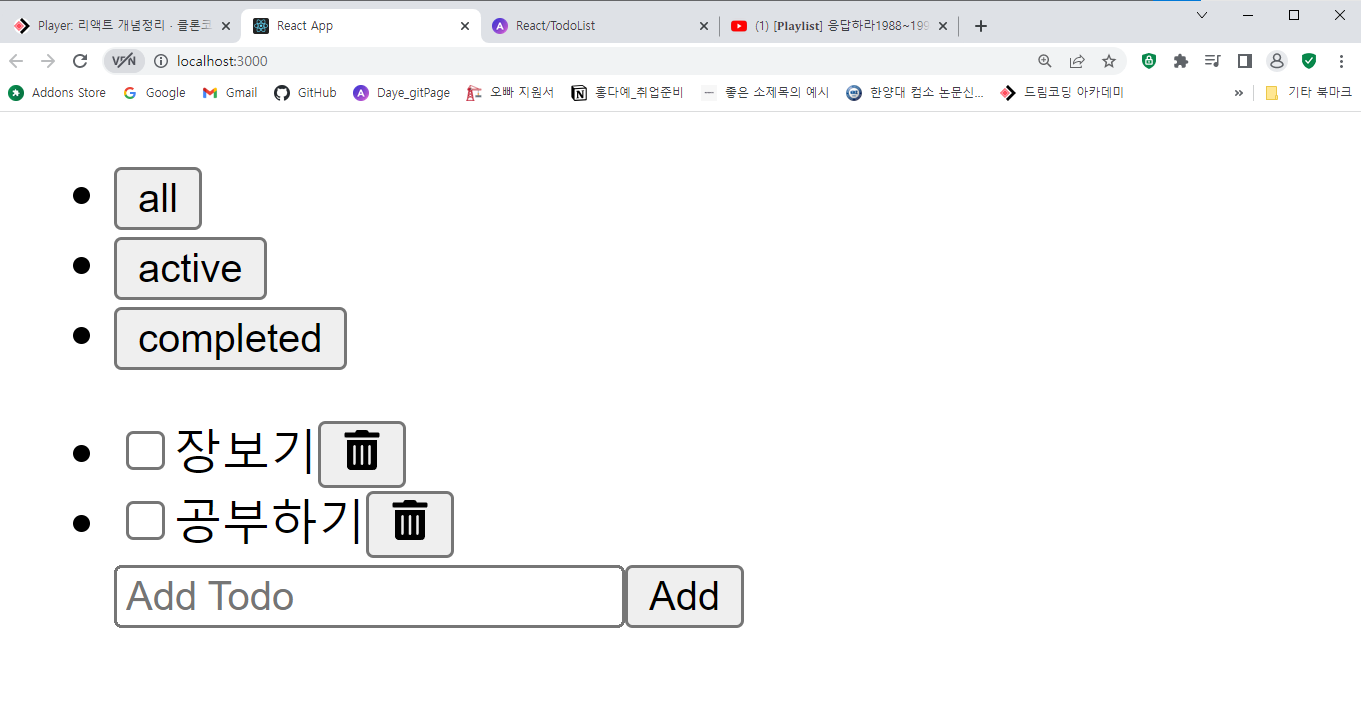 Player: 리액트 개념정리 · 클론코
React App
React/TodoList
(1) [Playlist] 응답하라1988~199
VPN
localhost:3000
Addons Store Google Gmail GitHub Daye_gitPage 오빠 지원서 홍다예_취업준비 좋은 소제목의 예시 한양대 컴소 논문신... 드림코딩 아카데미 » 기타 북마크
all
active
completed
장보기
공부하기
Add Todo Add